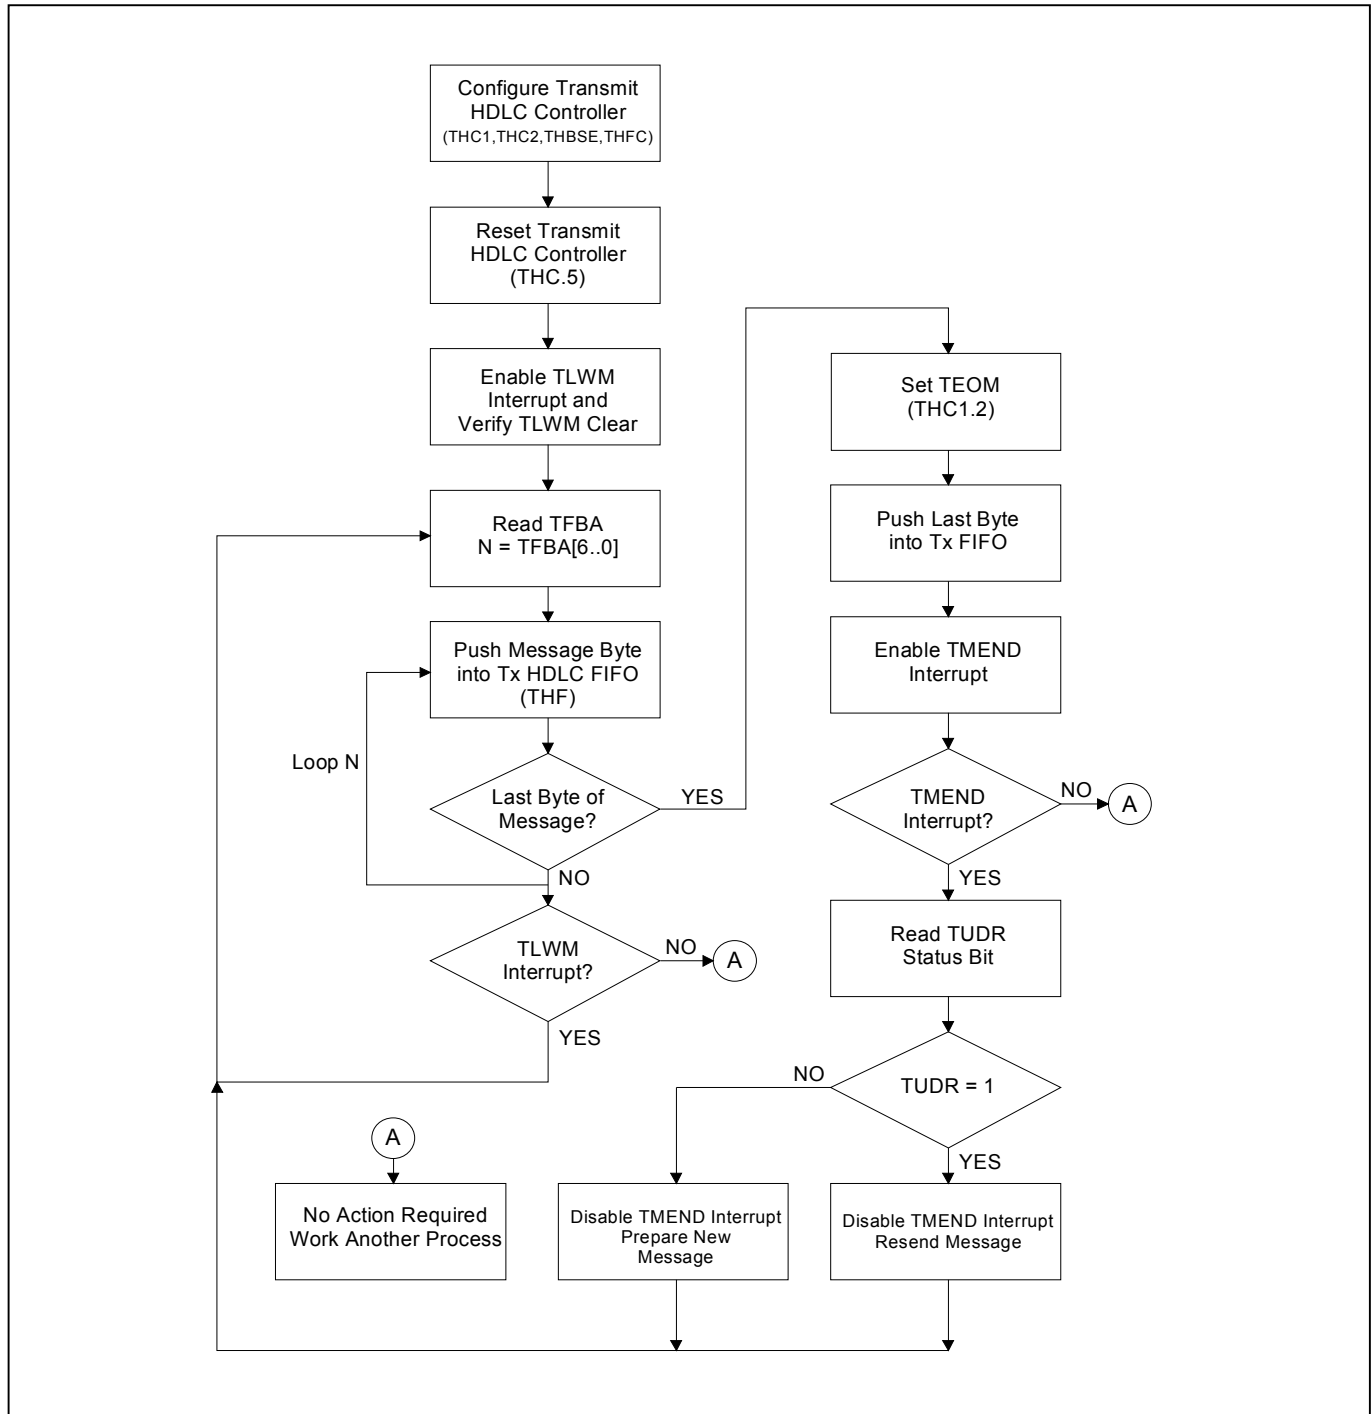 Configure Transmit
HDLC Controller
(THC1,THC2,THBSE,THFC)
Reset Transmit
HDLC Controller
(THC.5)
Enable TLWM
Interrupt and
Verify TLWM Clear
Read TFBA
N = TFBA[6..0]
Push Message Byte
into Tx HDLC FIFO
(THF)
Loop N
Last Byte of
Message?
YES
NO
TLWM
Interrupt?
NO
A
YES
Set TEOM
(THC1.2)
Push Last Byte
into Tx FIFO
Enable TMEND
Interrupt
TMEND
Interrupt?
NO
A
YES
Read TUDR
Status Bit
TUDR = 1
NO
YES
A
No Action Required
Work Another Process
Disable TMEND Interrupt
Prepare New
Message
Disable TMEND Interrupt
Resend Message